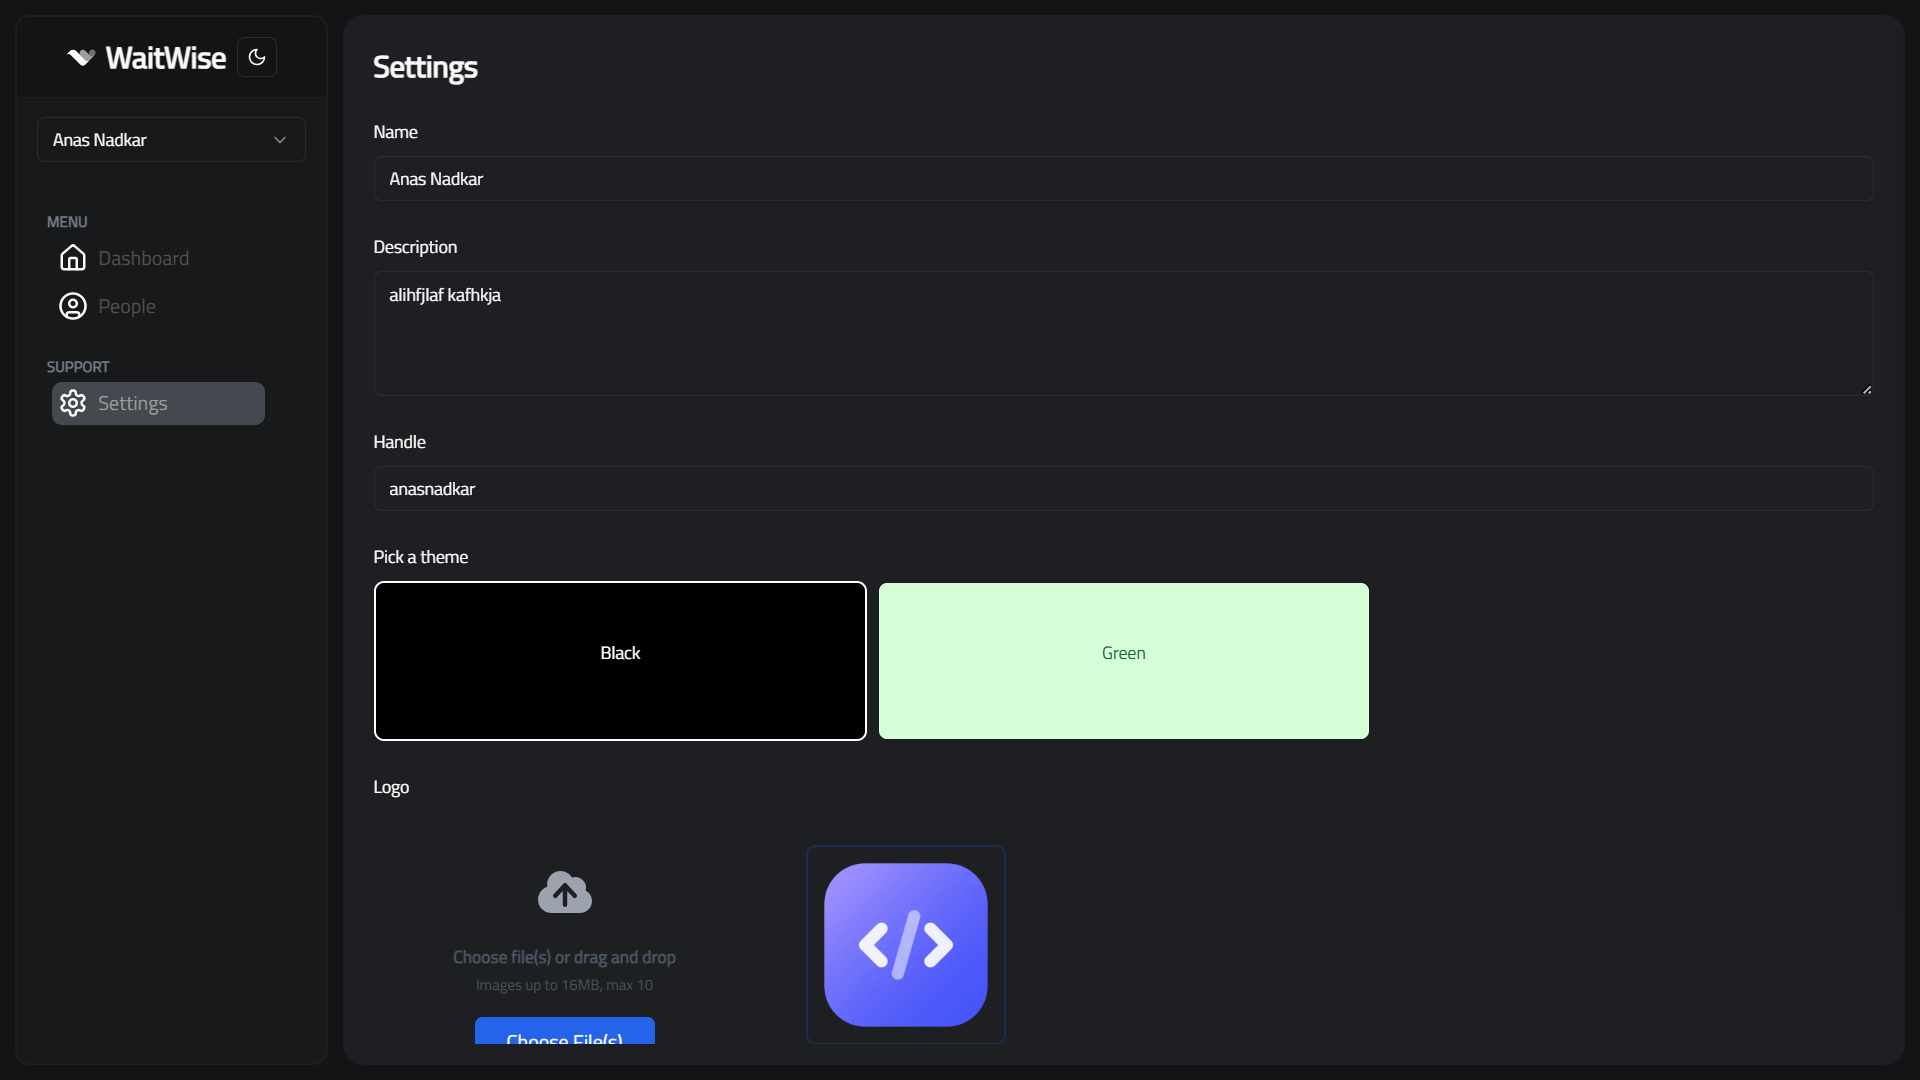 WaitWise
Anas Nadkar
MENU
Dashboard
People
SUPPORT
Settings
Settings
Name
Anas Nadkar
Description
alihfjlaf kafhkja
Handle
anasnadkar
Pick a theme
Black
Green
Logo
Choose file(s) or drag and drop
Images up to 16MB, max 10
Choose File(s)